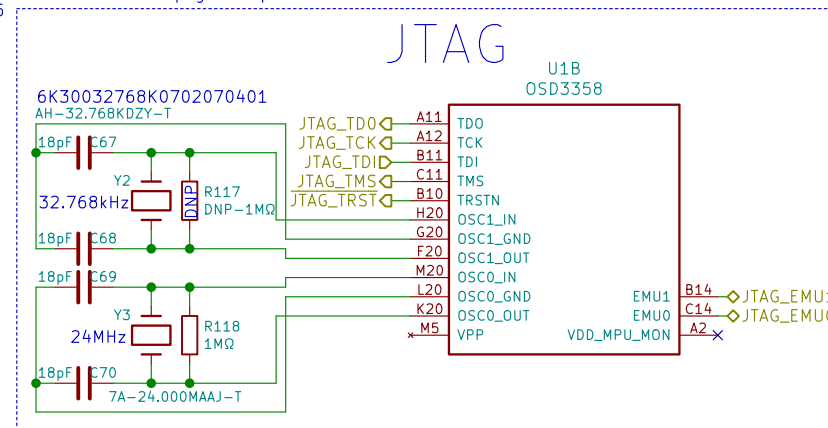 JTAG
U1B
OSD3358
6K30032768K0702070401
AH-32.768KDZY-T
18pF C67
Y2
32.768kHz
DNP
R117
DNP-1MΩ
18pF C68
18pF C69
Y3
24MHz
R118
1MΩ
18pF C70
7A-24.000MAAJ-T
JTAG_TDO A11 TDO
JTAG_TCK A12 TCK
JTAG_TDI B11 TDI
JTAG_TMS C11 TMS
JTAG_TRST B10 TRSTN
H20 OSC1_IN
G20 OSC1_GND
F20 OSC1_OUT
M20 OSC0_IN
L20 OSC0_GND
K20 OSC0_OUT
M5 VPP
EMU1 B14 JTAG_EMU1
EMU0 C14 JTAG_EMU0
VDD_MPU_MON A2